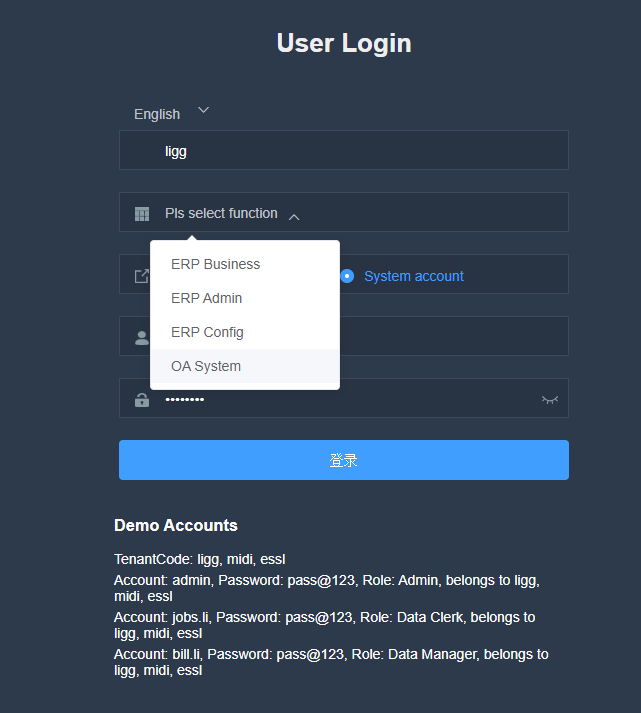 User Login
English
ligg
Pls select function
ERP Business
ERP Admin
ERP Config
OA System
System account
••••••••
登录
Demo Accounts
TenantCode: ligg, midi, essl
Account: admin, Password: pass@123, Role: Admin, belongs to ligg,
midi, essl
Account: jobs.li, Password: pass@123, Role: Data Clerk, belongs to
ligg, midi, essl
Account: bill.li, Password: pass@123, Role: Data Manager, belongs to
ligg, midi, essl